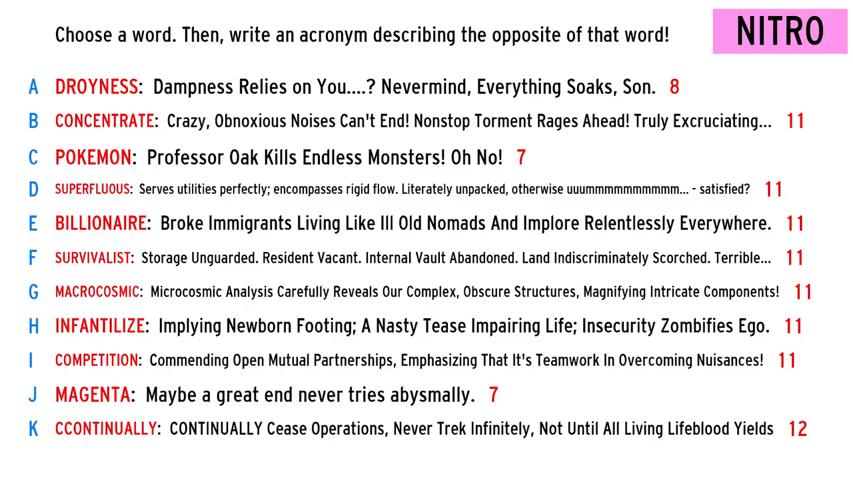 Choose a word. Then, write an acronym describing the opposite of that word!
NITRO
A DROYNESS: Dampness Relies on You....? Nevermind, Everything Soaks, Son. 8
B CONCENTRATE: Crazy, Obnoxious Noises Can't End! Nonstop Torment Rages Ahead! Truly Excruciating... 11
C POKEMON: Professor Oak Kills Endless Monsters! Oh No! 7
D SUPERFLUOUS: Serves utilities perfectly; encompasses rigid flow. Literately unpacked, otherwise uuummmmmmmmmm... - satisfied? 11
E BILLIONAIRE: Broke Immigrants Living Like Ill Old Nomads And Implore Relentlessly Everywhere. 11
F SURVIVALIST: Storage Unguarded. Resident Vacant. Internal Vault Abandoned. Land Indiscriminately Scorched. Terrible... 11
G MACROCOSMIC: Microcosmic Analysis Carefully Reveals Our Complex, Obscure Structures, Magnifying Intricate Components! 11
H INFANTILIZE: Implying Newborn Footing; A Nasty Tease Impairing Life; Insecurity Zombifies Ego. 11
I COMPETITION: Commending Open Mutual Partnerships, Emphasizing That It's Teamwork In Overcoming Nuisances! 11
J MAGENTA: Maybe a great end never tries abysmally. 7
K CCONTINUALLY: CONTINUALLY Cease Operations, Never Trek Infinitely, Not Until All Living Lifeblood Yields 12